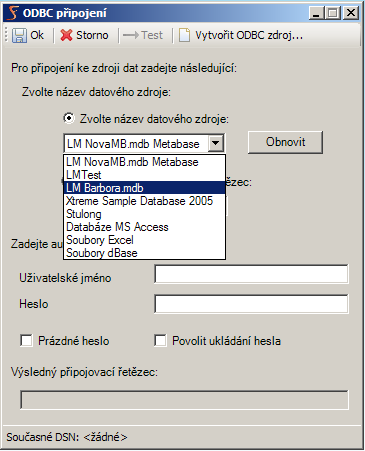 ODBC připojení
Ok Storno Test Vytvořit ODBC zdroj...
Pro připojení ke zdroji dat zadejte následující:
Zvolte název datového zdroje:
Zvolte název datového zdroje:
LM NovaMB.mdb Metabase Obnovit
LM NovaMB.mdb Metabase
LMTest
LM Barbora.mdb
tězec:
Xtreme Sample Database 2005
Stulong
Databáze MS Access
Soubory Excel
Soubory dBase
Zadejte au
Uživatelské jméno
Heslo
Prázdné heslo Povolit ukládání hesla
Výsledný připojovací řetězec:
Současné DSN: <žádné>